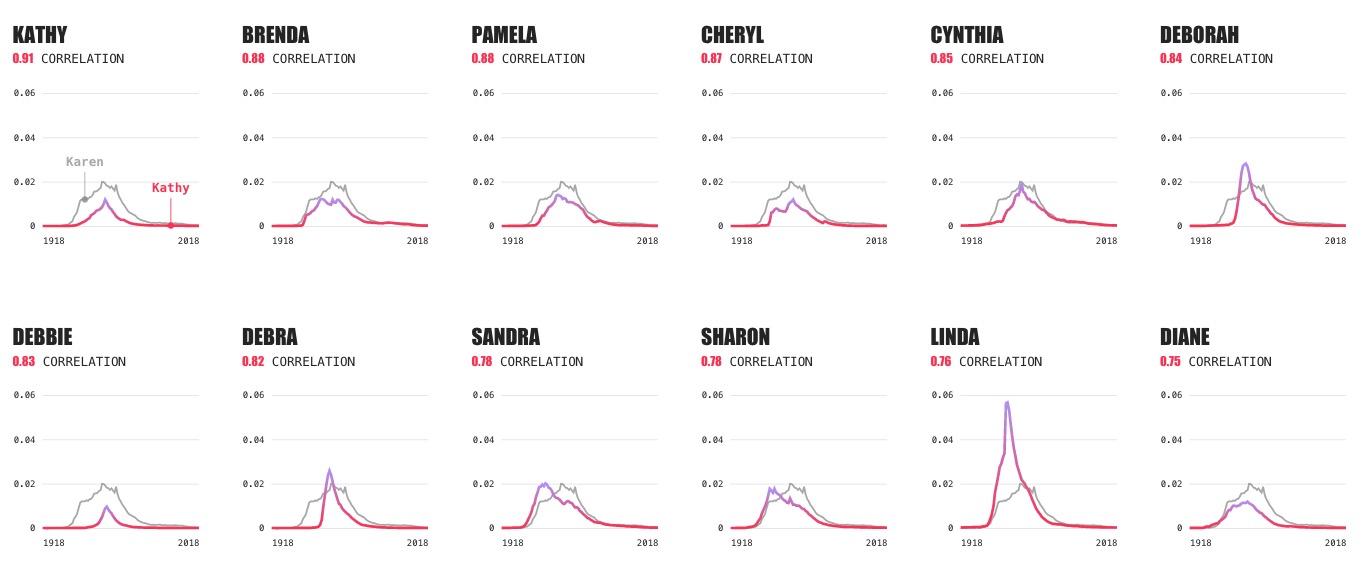 KATHY
0.91 CORRELATION
0.06
0.04
Karen
0.02
Kathy
0
1918 2018
BRENDA
0.88 CORRELATION
0.06
0.04
0.02
0
1918 2018
PAMELA
0.88 CORRELATION
0.06
0.04
0.02
0
1918 2018
CHERYL
0.87 CORRELATION
0.06
0.04
0.02
0
1918 2018
CYNTHIA
0.85 CORRELATION
0.06
0.04
0.02
0
1918 2018
DEBORAH
0.84 CORRELATION
0.06
0.04
0.02
0
1918 2018
DEBBIE
0.83 CORRELATION
0.06
0.04
0.02
0
1918 2018
DEBRA
0.82 CORRELATION
0.06
0.04
0.02
0
1918 2018
SANDRA
0.78 CORRELATION
0.06
0.04
0.02
0
1918 2018
SHARON
0.78 CORRELATION
0.06
0.04
0.02
0
1918 2018
LINDA
0.76 CORRELATION
0.06
0.04
0.02
0
1918 2018
DIANE
0.75 CORRELATION
0.06
0.04
0.02
0
1918 2018